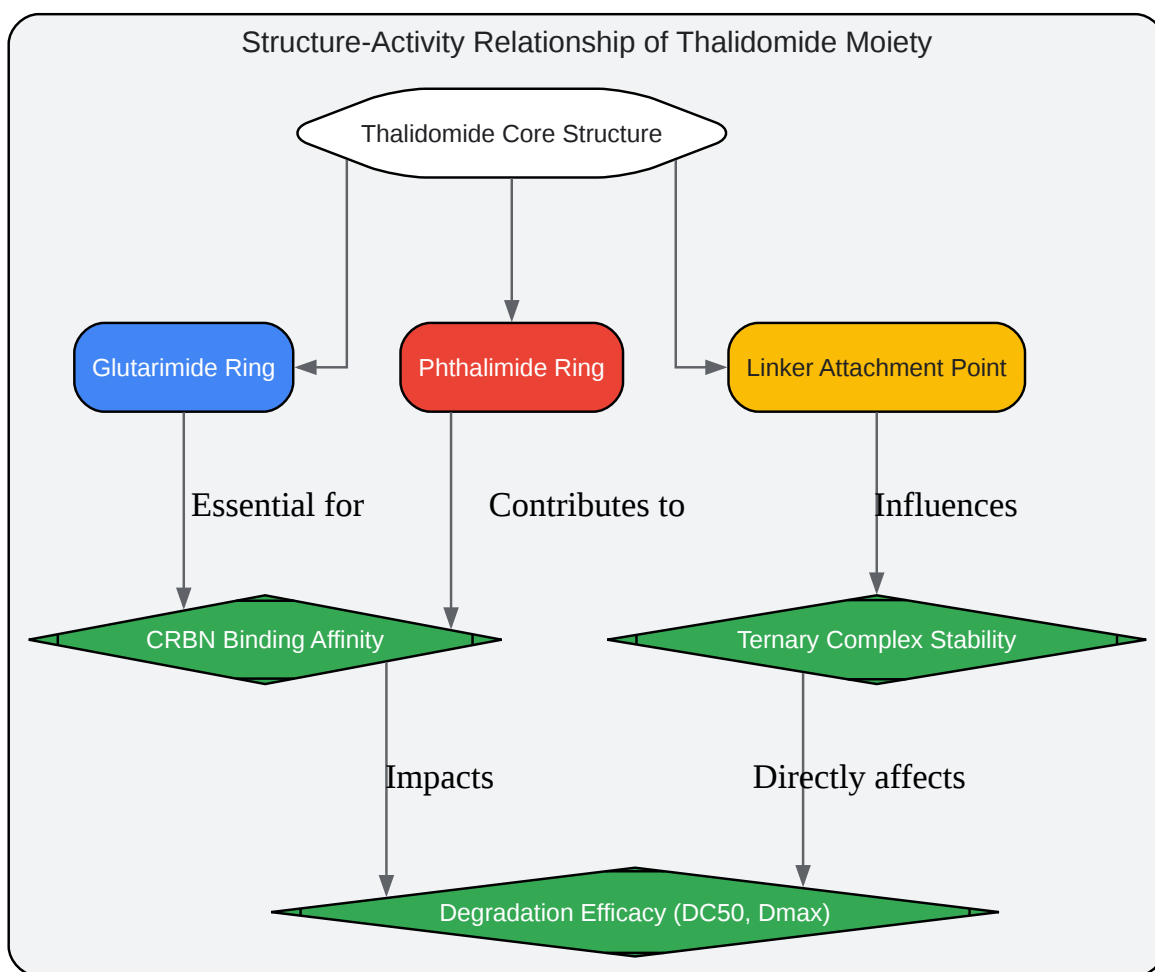 Structure-Activity Relationship of Thalidomide Moiety
Thalidomide Core Structure
Glutarimide Ring
Phthalimide Ring
Linker Attachment Point
Essential for
Contributes to
Influences
CRBN Binding Affinity
Ternary Complex Stability
Impacts
Directly affects
Degradation Efficacy (DC50, Dmax)